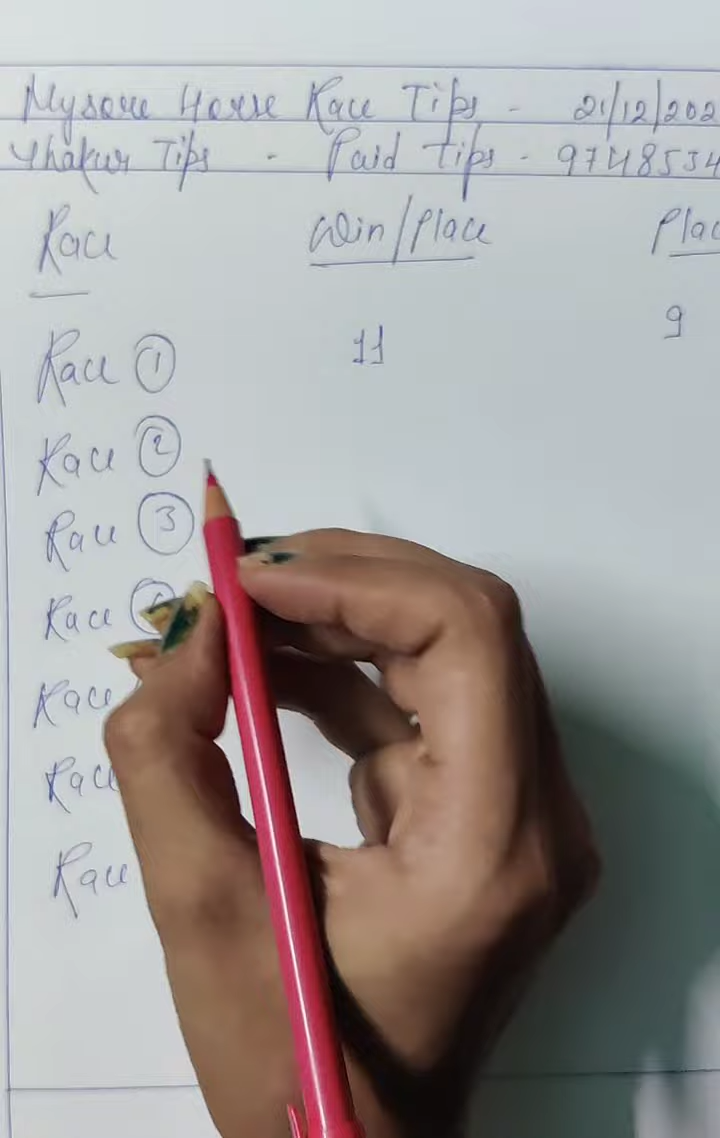 Mysore Horse Race Tips - 21/12/202
Thakur Tips - Paid Tips - 9748534
Race Win/Place Plac
Race ① 11 9
Race ②
Race ③
Race
Race
Race
Race